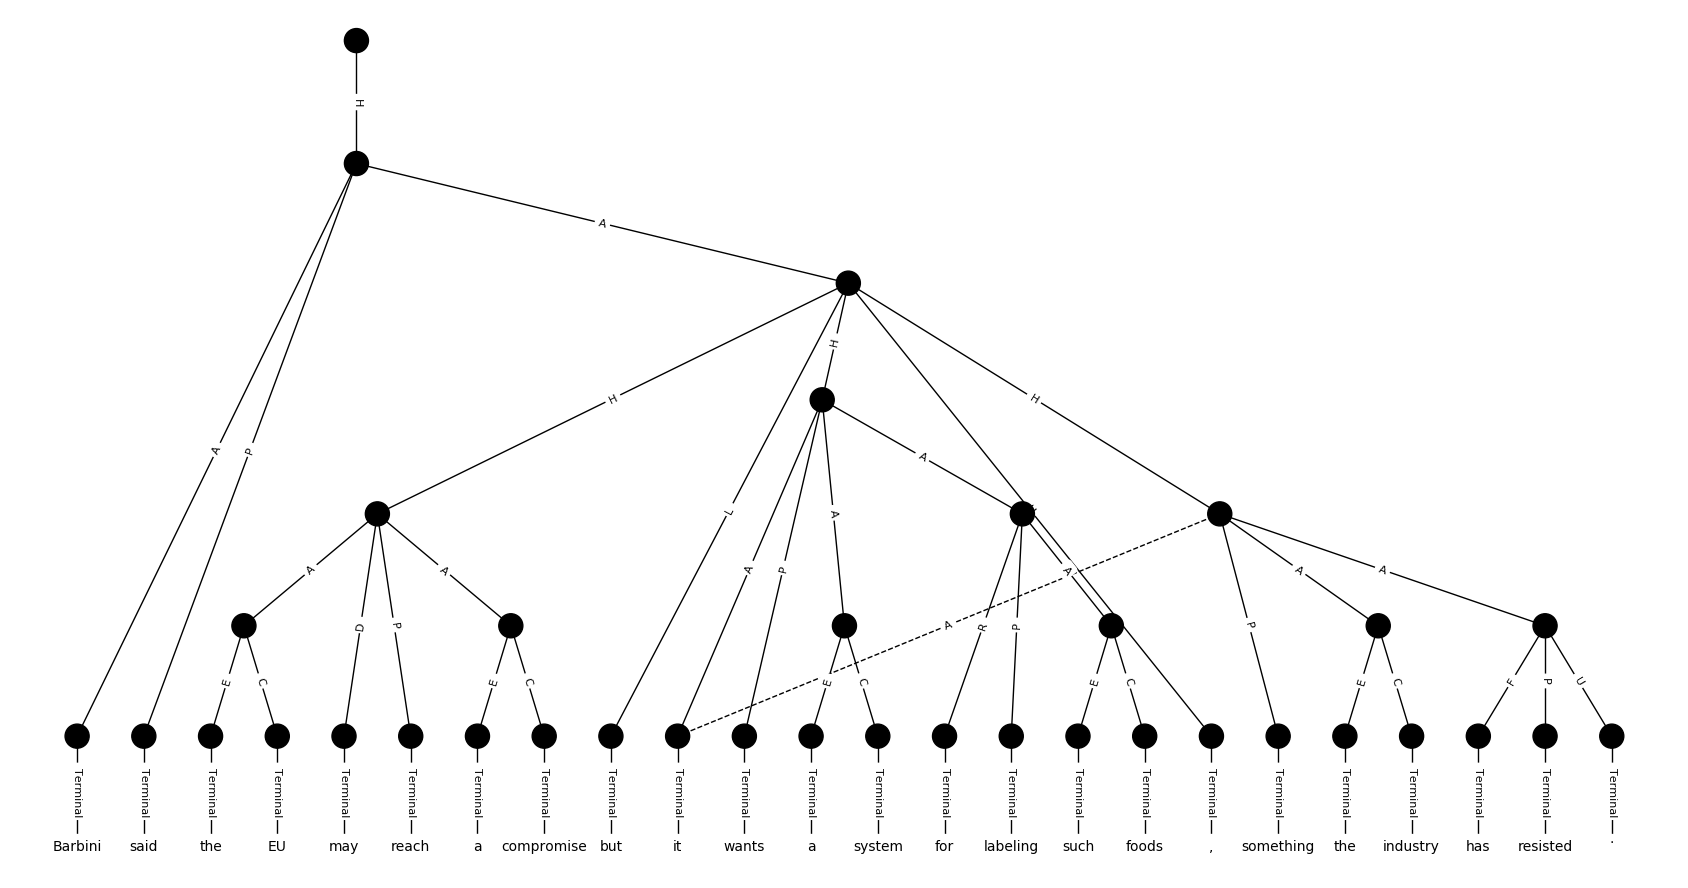 H
A
H
H
H
A
P
L
A
A
P
A
A
D
P
A
A
A
R
P
A
P
A
A
E
C
E
C
E
C
E
C
E
C
F
P
U
Terminal Terminal Terminal Terminal Terminal Terminal Terminal Terminal Terminal Terminal Terminal Terminal Terminal Terminal Terminal Terminal Terminal Terminal Terminal Terminal Terminal Terminal Terminal Terminal
Barbini said the EU may reach a compromise but it wants a system for labeling such foods , something the industry has resisted .